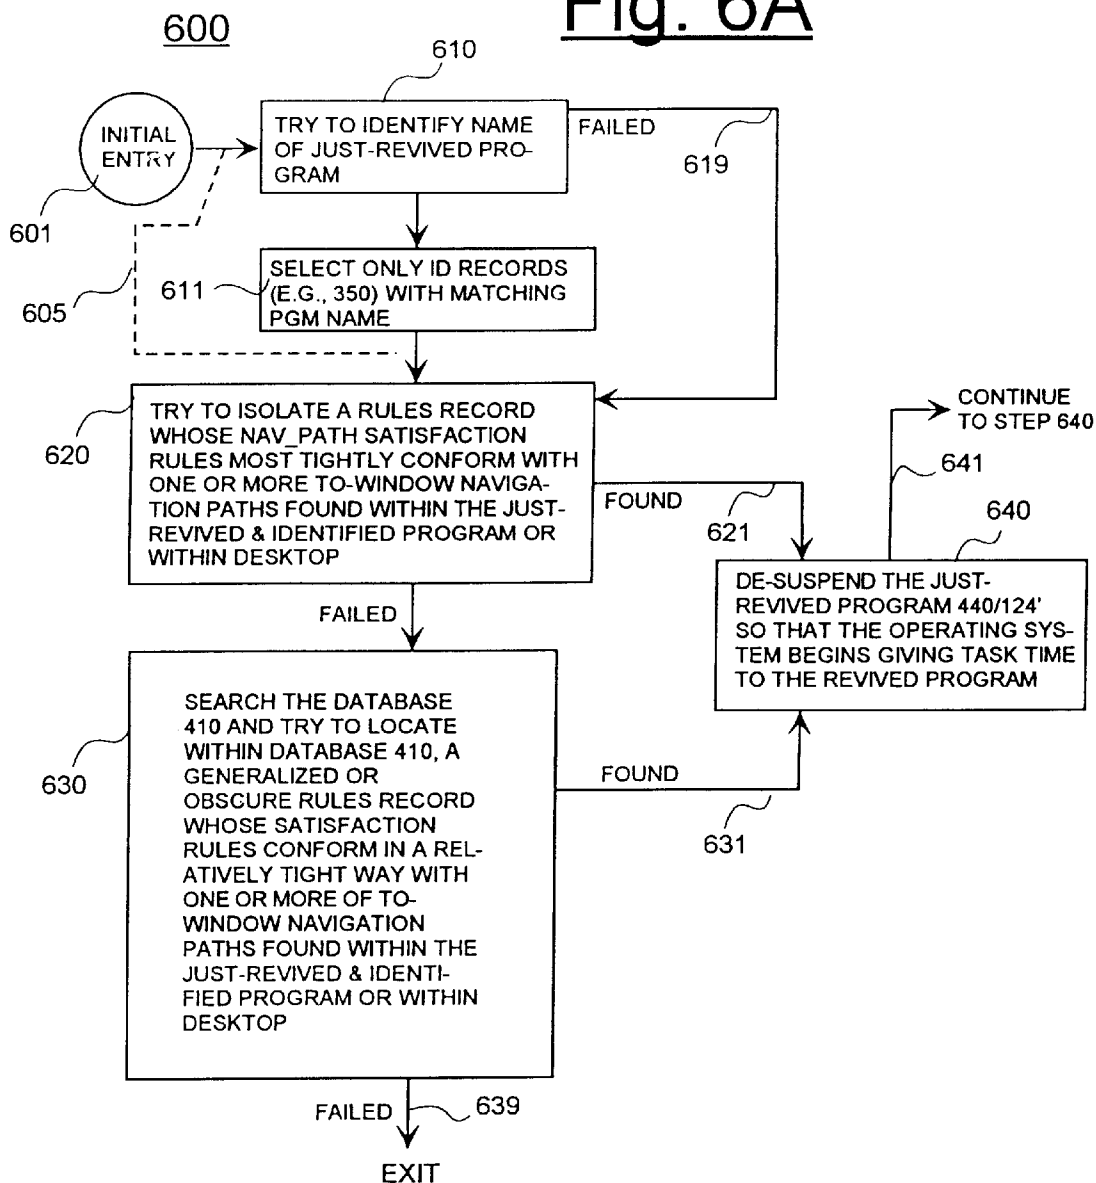 Fig. 6A
600
610
INITIAL
ENTRY
601
TRY TO IDENTIFY NAME
OF JUST-REVIVED PRO-
GRAM
FAILED
619
605
611
SELECT ONLY ID RECORDS
(E.G., 350) WITH MATCHING
PGM NAME
620
TRY TO ISOLATE A RULES RECORD
WHOSE NAV_PATH SATISFACTION
RULES MOST TIGHTLY CONFORM WITH
ONE OR MORE TO-WINDOW NAVIGA-
TION PATHS FOUND WITHIN THE JUST-
REVIVED & IDENTIFIED PROGRAM OR
WITHIN DESKTOP
FOUND
621
CONTINUE
TO STEP 640
641
640
DE-SUSPEND THE JUST-
REVIVED PROGRAM 440/124'
SO THAT THE OPERATING SYS-
TEM BEGINS GIVING TASK TIME
TO THE REVIVED PROGRAM
FAILED
630
SEARCH THE DATABASE
410 AND TRY TO LOCATE
WITHIN DATABASE 410, A
GENERALIZED OR
OBSCURE RULES RECORD
WHOSE SATISFACTION
RULES CONFORM IN A REL-
ATIVELY TIGHT WAY WITH
ONE OR MORE OF TO-
WINDOW NAVIGATION
PATHS FOUND WITHIN THE
JUST-REVIVED & IDENTI-
FIED PROGRAM OR WITHIN
DESKTOP
FOUND
631
FAILED
639
EXIT